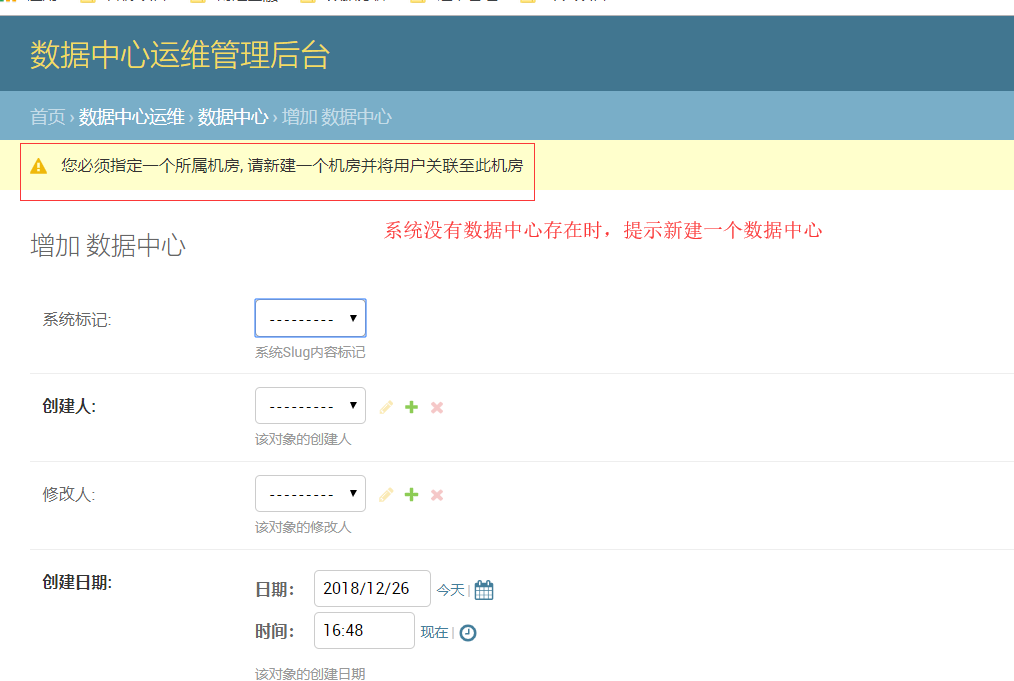 数据中心运维管理后台
首页 › 数据中心运维 › 数据中心 › 增加 数据中心
您必须指定一个所属机房, 请新建一个机房并将用户关联至此机房
系统没有数据中心存在时，提示新建一个数据中心
增加 数据中心
系统标记: ---------
系统Slug内容标记
创建人: ---------
该对象的创建人
修改人: ---------
该对象的修改人
创建日期: 日期： 2018/12/26 今天 |
时间： 16:48 现在 |
该对象的创建日期